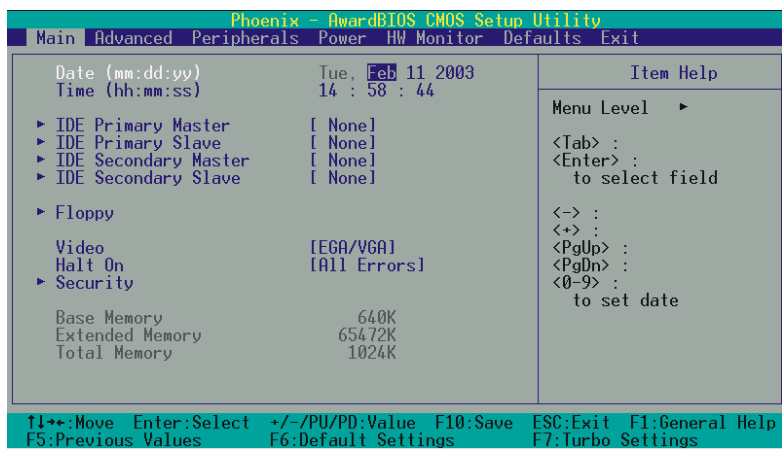 Phoenix - AwardBIOS CMOS Setup Utility
Main Advanced Peripherals Power HW Monitor Defaults Exit
Date (mm:dd:yy) Tue, Feb 11 2003
Time (hh:mm:ss) 14 : 58 : 44
► IDE Primary Master [ None]
► IDE Primary Slave [ None]
► IDE Secondary Master [ None]
► IDE Secondary Slave [ None]
► Floppy
Video [EGA/VGA]
Halt On [All Errors]
► Security
Base Memory 640K
Extended Memory 65472K
Total Memory 1024K
Item Help
Menu Level ►
<Tab> :
<Enter> :
to select field
<-> :
<+> :
<PgUp> :
<PgDn> :
<0-9> :
to set date
↑↓→←:Move Enter:Select +/-/PU/PD:Value F10:Save ESC:Exit F1:General Help
F5:Previous Values F6:Default Settings F7:Turbo Settings